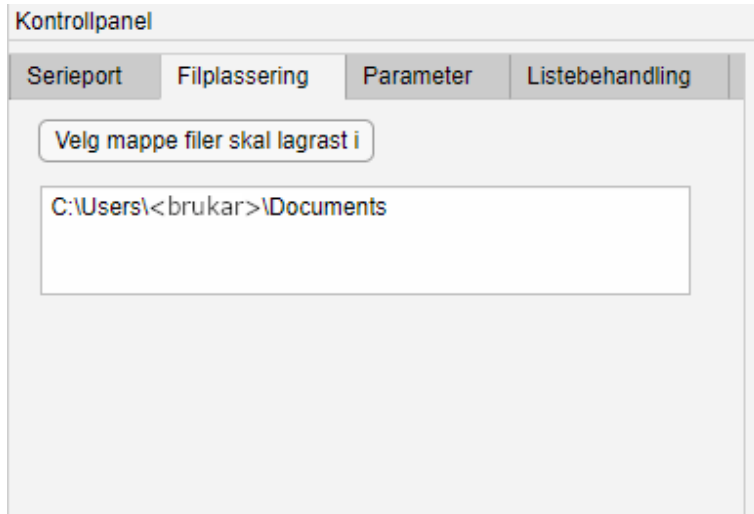 Kontrollpanel
Serieport Filplassering Parameter Listebehandling
Velg mappe filer skal lagrast i
C:\Users\<brukar>\Documents